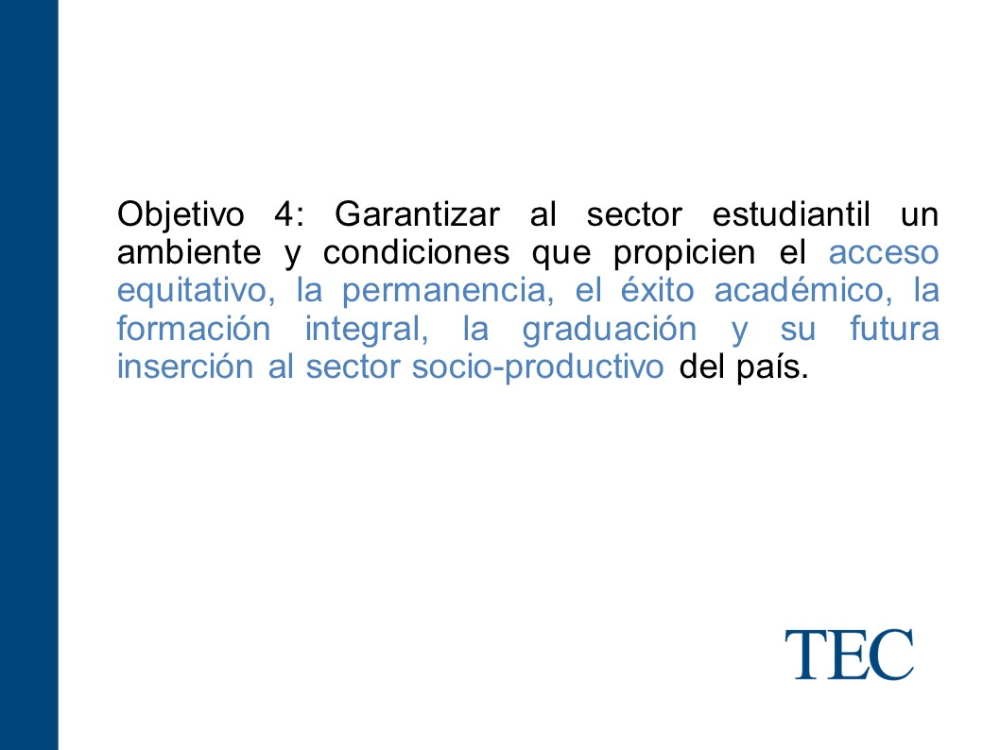 Objetivo 4: Garantizar al sector estudiantil un
ambiente y condiciones que propicien el acceso
equitativo, la permanencia, el éxito académico, la
formación integral, la graduación y su futura
inserción al sector socio-productivo del país.
TEC